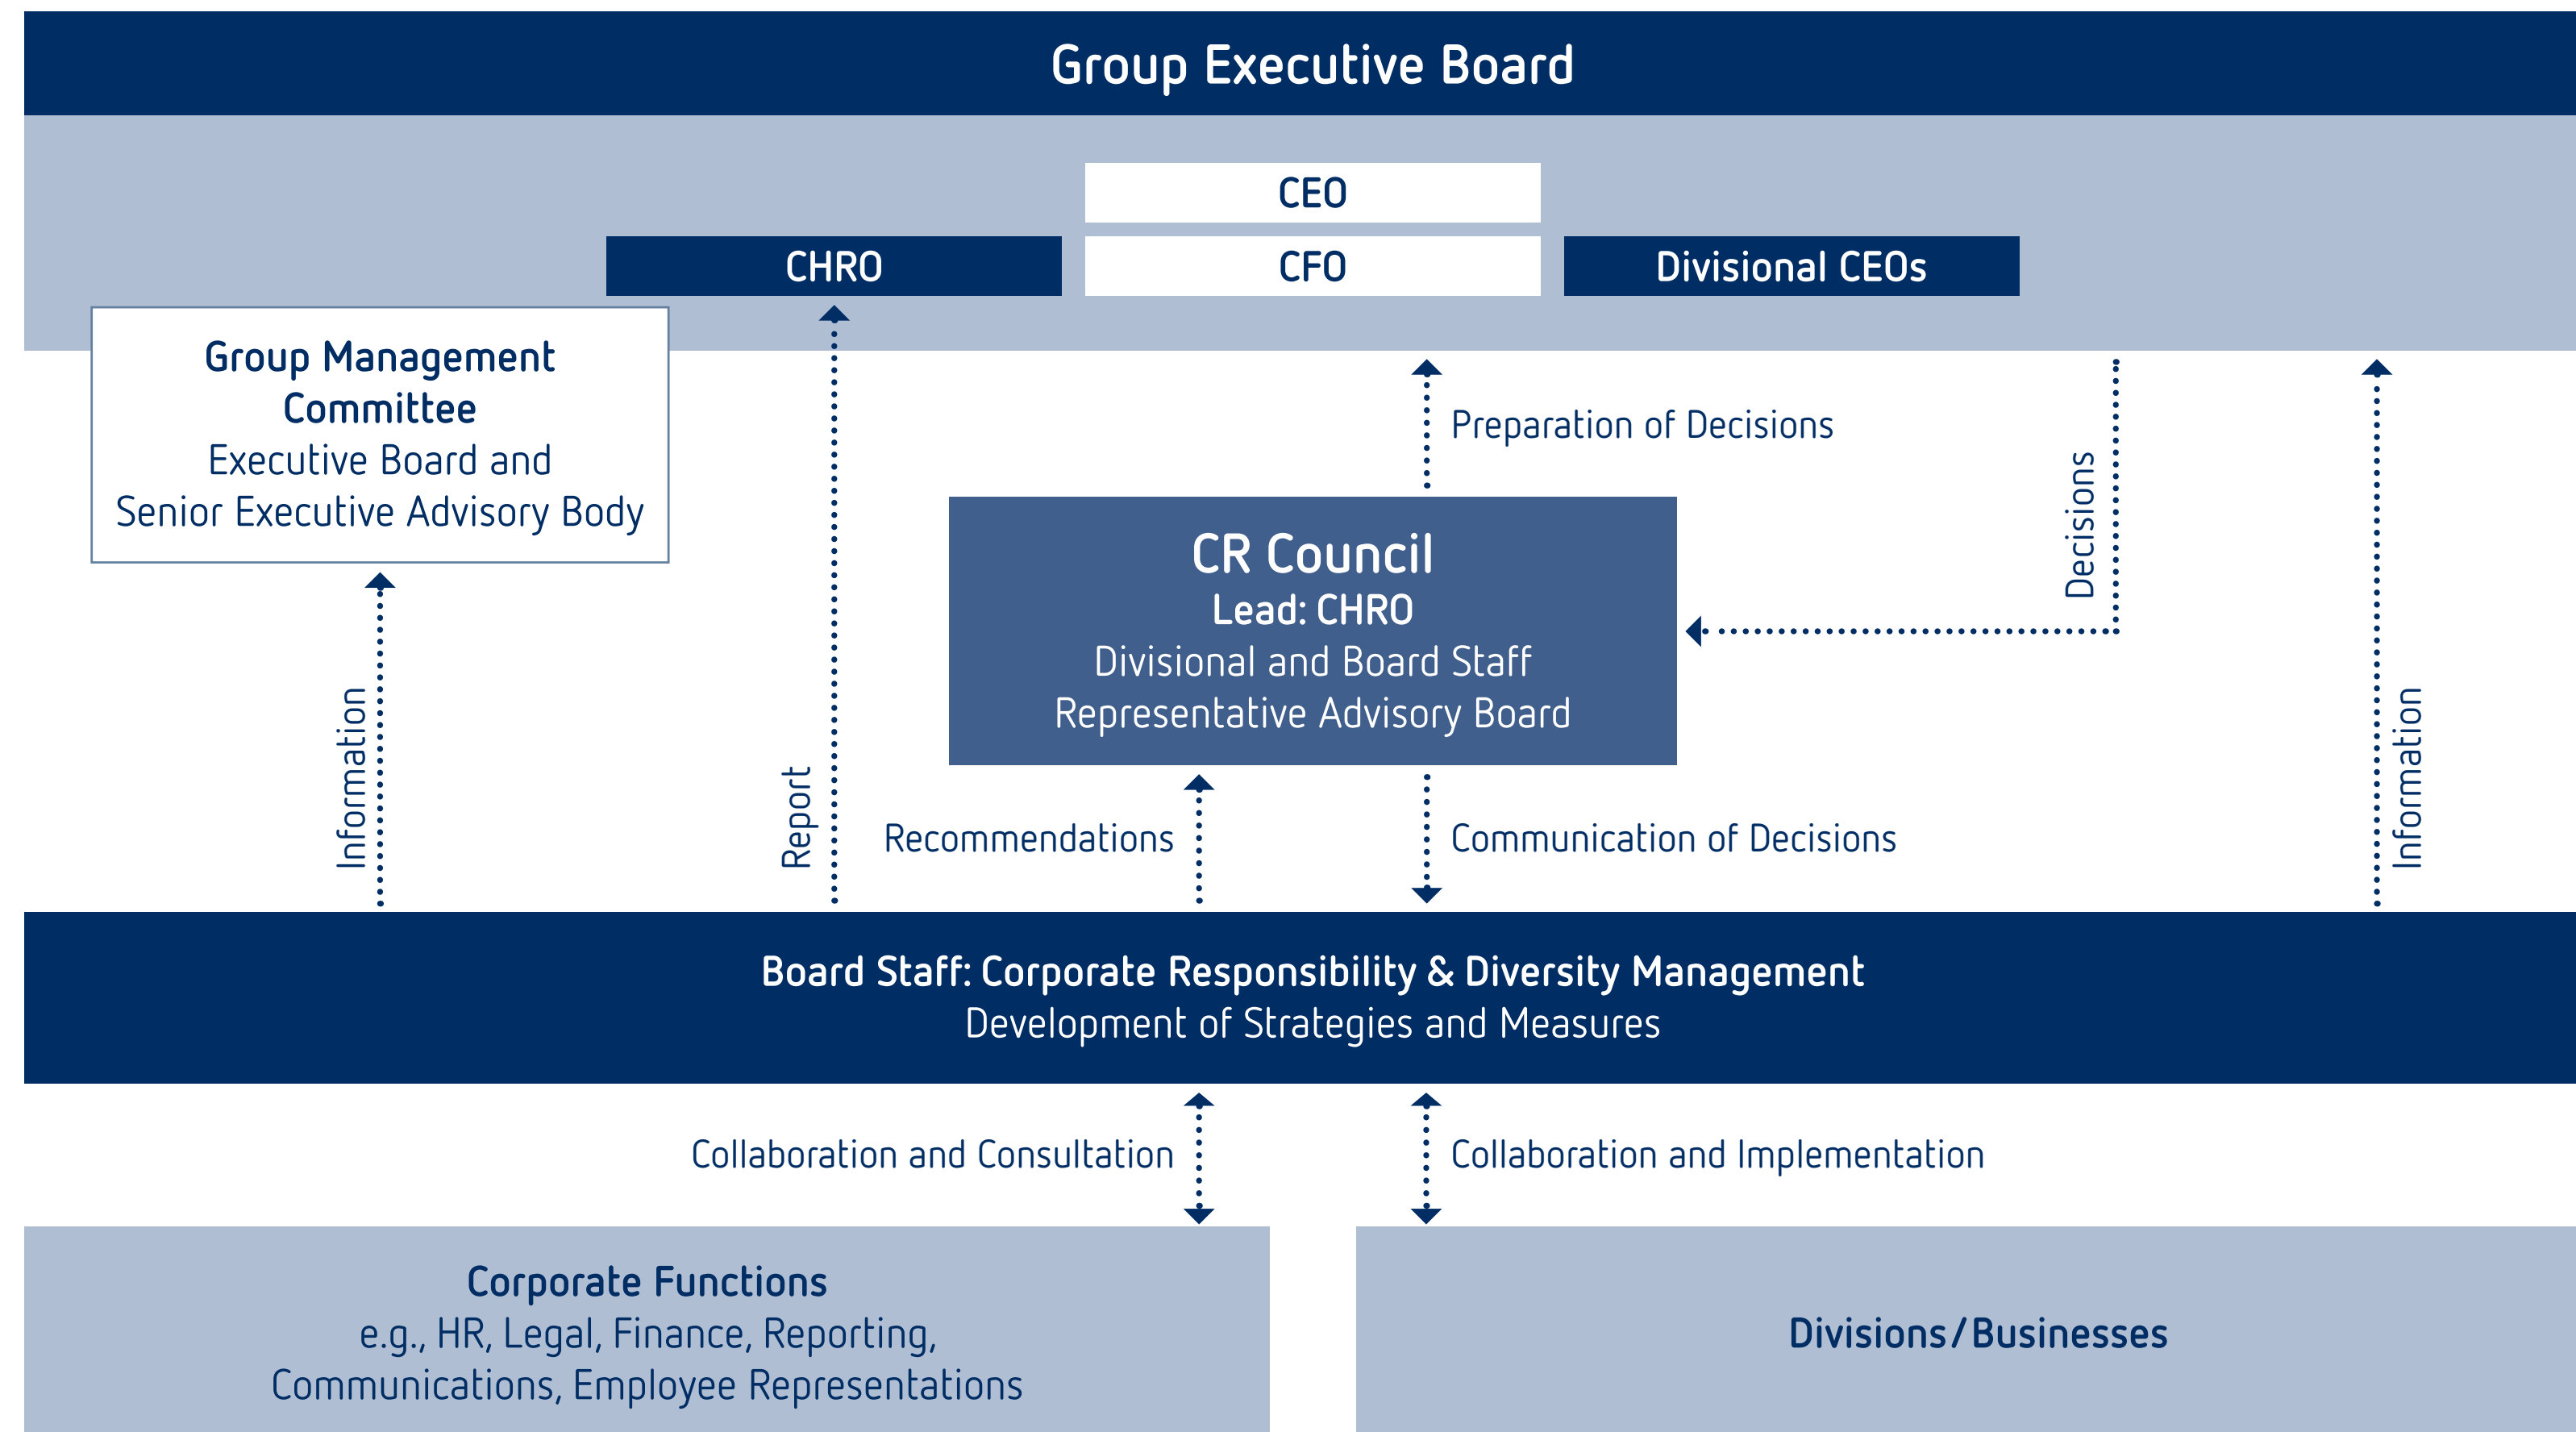 Group Executive Board
CEO
CHRO
CFO
Divisional CEOs
Group Management
Committee
Executive Board and
Senior Executive Advisory Body
Preparation of Decisions
Decisions
CR Council
Lead: CHRO
Divisional and Board Staff
Representative Advisory Board
Information
Report
Recommendations
Communication of Decisions
Information
Board Staff: Corporate Responsibility & Diversity Management
Development of Strategies and Measures
Collaboration and Consultation
Collaboration and Implementation
Corporate Functions
e.g., HR, Legal, Finance, Reporting,
Communications, Employee Representations
Divisions/Businesses